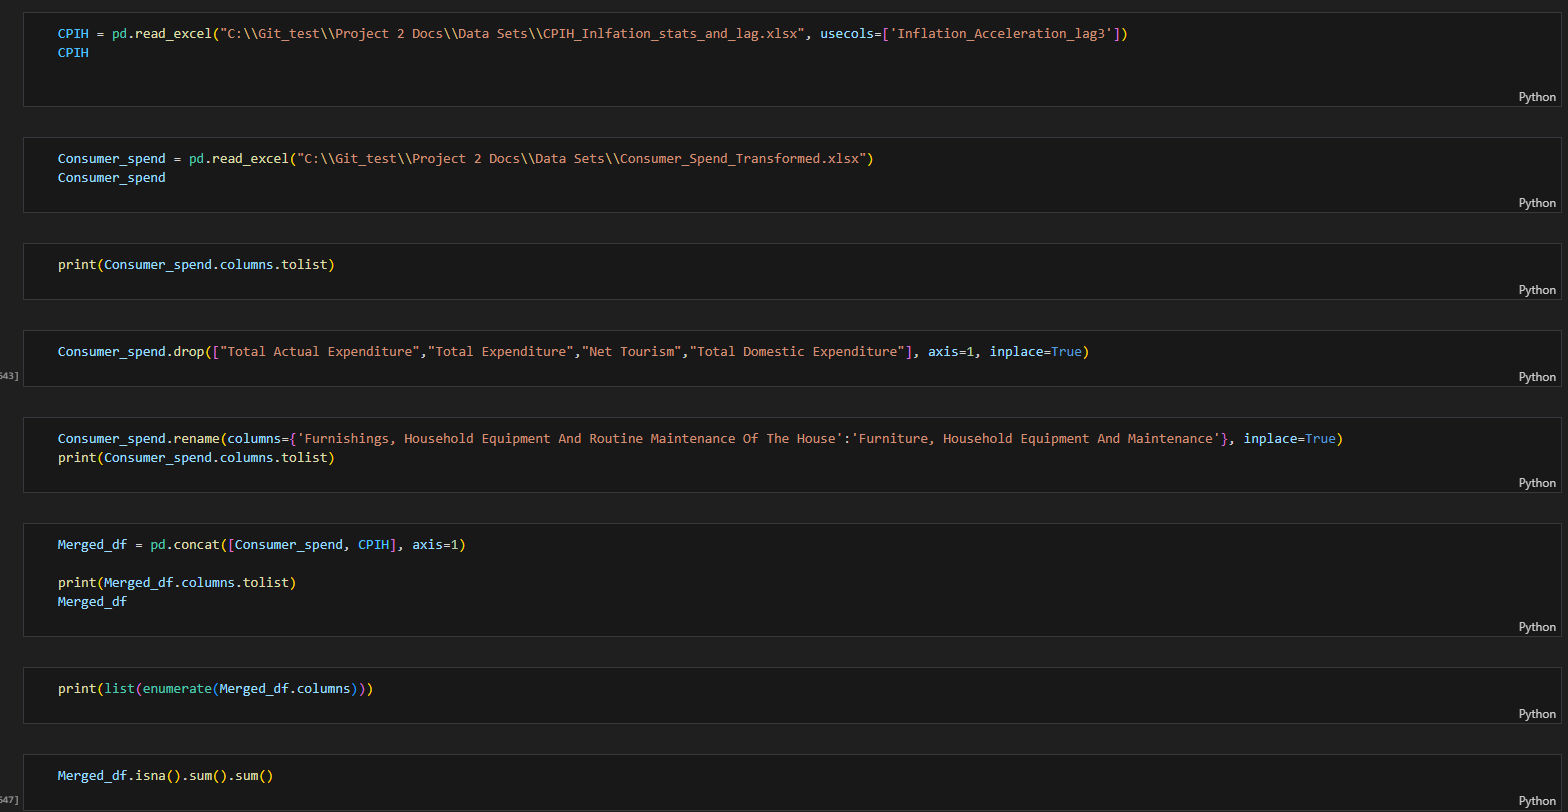 CPIH = pd.read_excel("C:\\Git_test\\Project 2 Docs\\Data Sets\\CPIH_Inlfation_stats_and_lag.xlsx", usecols=['Inflation_Acceleration_lag3'])
CPIH
Python
Consumer_spend = pd.read_excel("C:\\Git_test\\Project 2 Docs\\Data Sets\\Consumer_Spend_Transformed.xlsx")
Consumer_spend
Python
print(Consumer_spend.columns.tolist)
Python
Consumer_spend.drop(["Total Actual Expenditure","Total Expenditure","Net Tourism","Total Domestic Expenditure"], axis=1, inplace=True)
543]
Python
Consumer_spend.rename(columns={'Furnishings, Household Equipment And Routine Maintenance Of The House':'Furniture, Household Equipment And Maintenance'}, inplace=True)
print(Consumer_spend.columns.tolist)
Python
Merged_df = pd.concat([Consumer_spend, CPIH], axis=1)
print(Merged_df.columns.tolist)
Merged_df
Python
print(list(enumerate(Merged_df.columns)))
Python
Merged_df.isna().sum().sum()
547]
Python